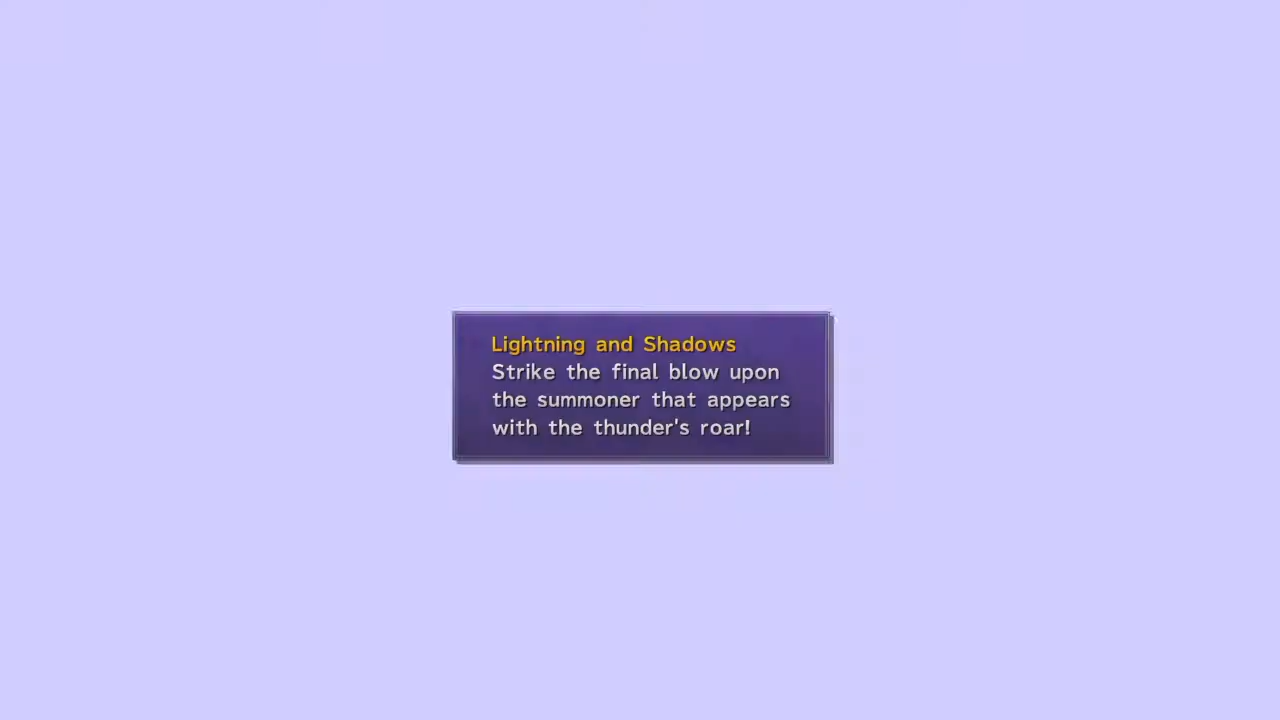 Lightning and Shadows
Strike the final blow upon
the summoner that appears
with the thunder's roar!